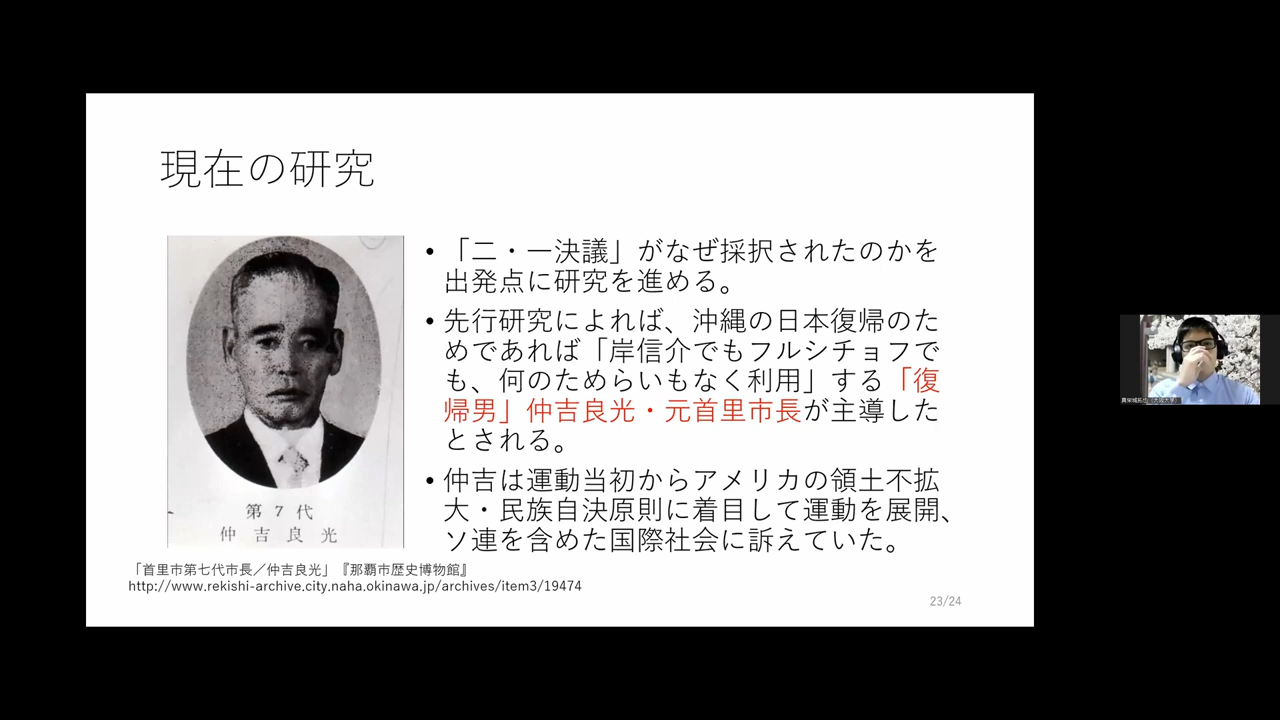 現在の研究
• 「二・一決議」がなぜ採択されたのかを
出発点に研究を進める。
• 先行研究によれば、沖縄の日本復帰のた
めであれば「岸信介でもフルシチョフで
も、何のためらいもなく利用」する「復
帰男」仲吉良光・元首里市長が主導した
とされる。
• 仲吉は運動当初からアメリカの領土不拡
大・民族自決原則に着目して運動を展開、
ソ連を含めた国際社会に訴えていた。
第7代
仲吉良光
「首里市第七代市長／仲吉良光」『那覇市歴史博物館』
http://www.rekishi-archive.city.naha.okinawa.jp/archives/item3/19474
23/24
真栄城拓也（大阪大学）